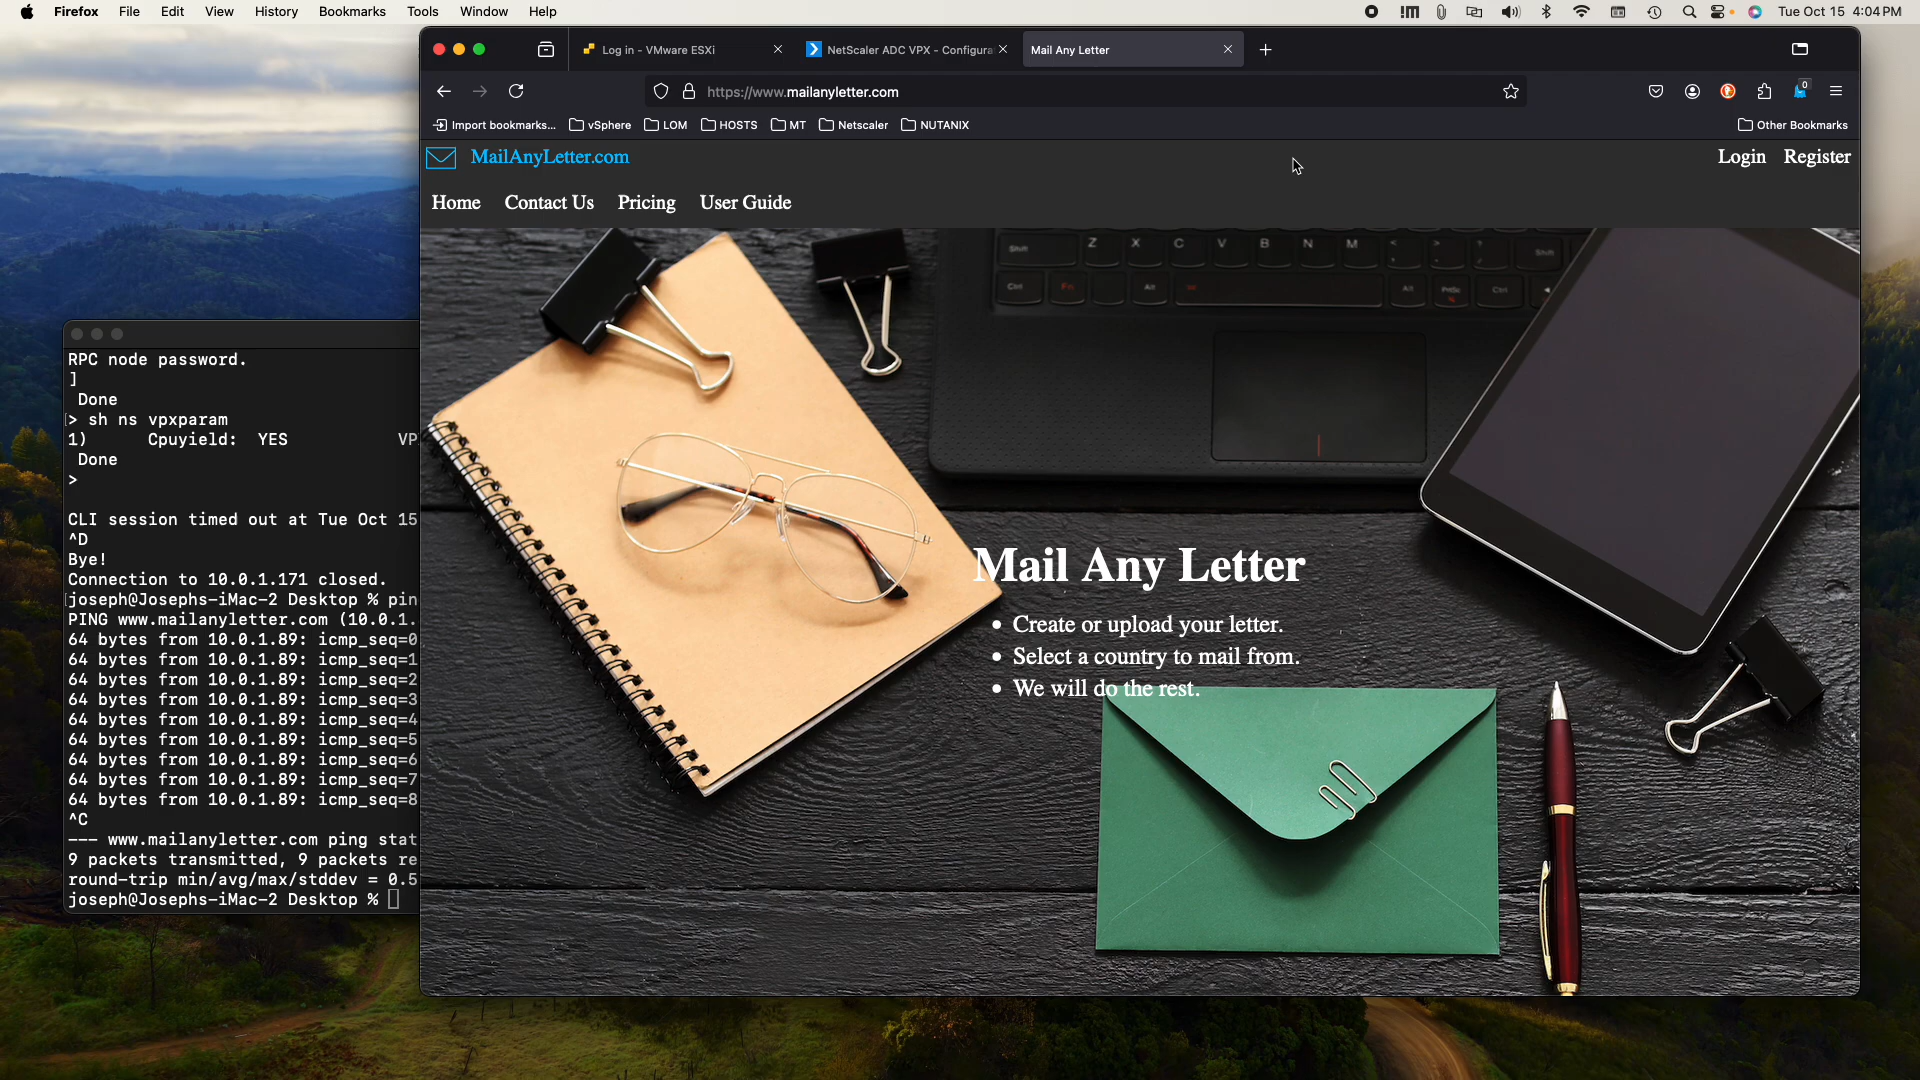 Firefox File Edit View History Bookmarks Tools Window Help Tue Oct 15 4:04 PM
Log in - VMware ESXi
NetScaler ADC VPX - Configura
Mail Any Letter
https://www.mailanyletter.com
0
Import bookmarks... vSphere LOM HOSTS MT Netscaler NUTANIX Other Bookmarks
MailAnyLetter.com
Login Register
Home Contact Us Pricing User Guide
Shift Z X C V B N M < > ? Shift
Ctrl Fn Alt Alt PrtSc Ctrl
Mail Any Letter
• Create or upload your letter.
• Select a country to mail from.
• We will do the rest.
RPC node password.
]
Done
[> sh ns vpxparam
1) Cpuyield: YES VP
Done
>
CLI session timed out at Tue Oct 15
^D
Bye!
Connection to 10.0.1.171 closed.
[joseph@Josephs-iMac-2 Desktop % pin
PING www.mailanyletter.com (10.0.1.
64 bytes from 10.0.1.89: icmp_seq=0
64 bytes from 10.0.1.89: icmp_seq=1
64 bytes from 10.0.1.89: icmp_seq=2
64 bytes from 10.0.1.89: icmp_seq=3
64 bytes from 10.0.1.89: icmp_seq=4
64 bytes from 10.0.1.89: icmp_seq=5
64 bytes from 10.0.1.89: icmp_seq=6
64 bytes from 10.0.1.89: icmp_seq=7
64 bytes from 10.0.1.89: icmp_seq=8
^C
--- www.mailanyletter.com ping stat
9 packets transmitted, 9 packets re
round-trip min/avg/max/stddev = 0.5
joseph@Josephs-iMac-2 Desktop %